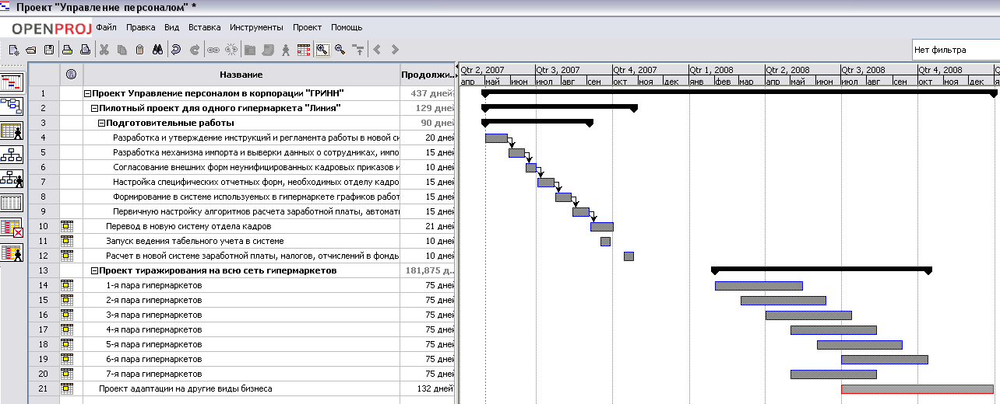 Проект "Управление персоналом" *
OPENPROJ Файл Правка Вид Вставка Инструменты Проект Помощь
Нет фильтра
Название Продолжи...
Qtr 2, 2007 Qtr 3, 2007 Qtr 4, 2007 Qtr 1, 2008 Qtr 2, 2008 Qtr 3, 2008 Qtr 4, 2008 Qt
апр май июн июл авг сен окт ноя дек янв фев мар апр май июн июл авг сен окт ноя дек я
1 Проект Управление персоналом в корпорации "ГРИНН" 437 дней
2 Пилотный проект для одного гипермаркета "Линия" 129 дней
3 Подготовительные работы 90 дней
4 Разработка и утверждение инструкций и регламента работы в новой си 20 дней
5 Разработка механизма импорта и выверки данных о сотрудниках, импо 15 дней
6 Согласование внешних форм неунифицированных кадровых приказов и 10 дней
7 Настройка специфических отчетных форм, необходимых отделу кадро 15 дней
8 Формирование в системе используемых в гипермаркете графиков работ 15 дней
9 Первичную настройку алгоритмов расчета заработной платы, автомати 15 дней
10 Перевод в новую систему отдела кадров 21 дней
11 Запуск ведения табельного учета в системе 10 дней
12 Расчет в новой системе заработной платы, налогов, отчислений в фонды 10 дней
13 Проект тиражирования на всю сеть гипермаркетов 181,875 д...
14 1-я пара гипермаркетов 75 дней
15 2-я пара гипермаркетов 75 дней
16 3-я пара гипермаркетов 75 дней
17 4-я пара гипермаркетов 75 дней
18 5-я пара гипермаркетов 75 дней
19 6-я пара гипермаркетов 75 дней
20 7-я пара гипермаркетов 75 дней
21 Проект адаптации на другие виды бизнеса 132 дней